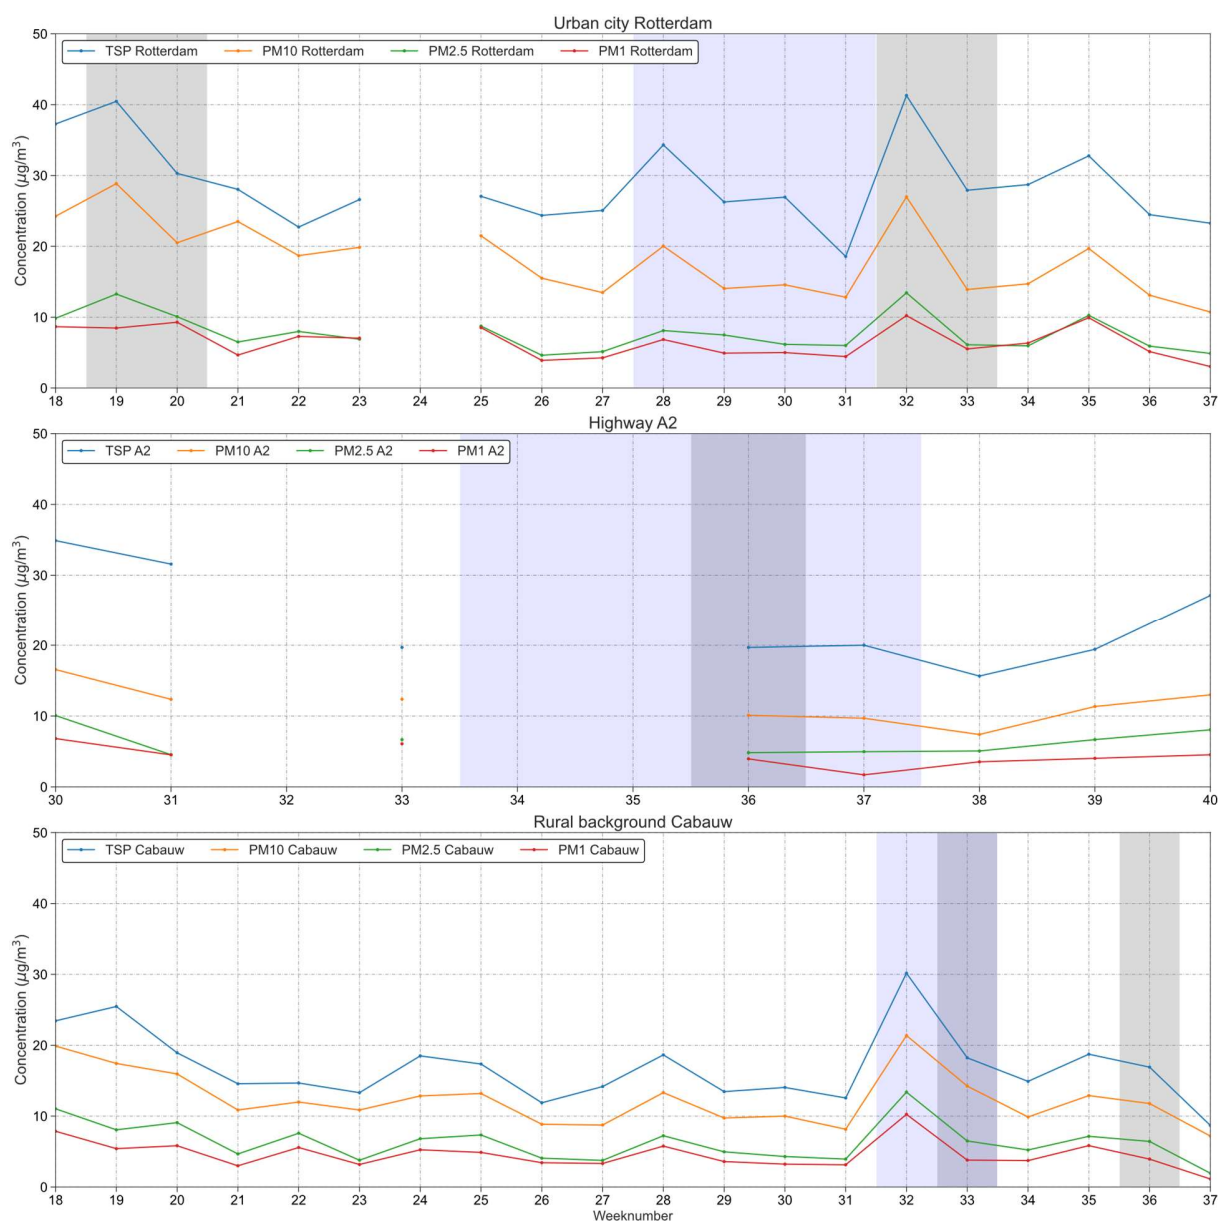 Urban city Rotterdam
TSP Rotterdam PM10 Rotterdam PM2.5 Rotterdam PM1 Rotterdam
Concentration (μg/m³)
50
40
30
20
10
0
18 19 20 21 22 23 24 25 26 27 28 29 30 31 32 33 34 35 36 37
Highway A2
TSP A2 PM10 A2 PM2.5 A2 PM1 A2
Concentration (μg/m³)
50
40
30
20
10
0
30 31 32 33 34 35 36 37 38 39 40
Rural background Cabauw
TSP Cabauw PM10 Cabauw PM2.5 Cabauw PM1 Cabauw
Concentration (μg/m³)
50
40
30
20
10
0
18 19 20 21 22 23 24 25 26 27 28 29 30 31 32 33 34 35 36 37
Weeknumber